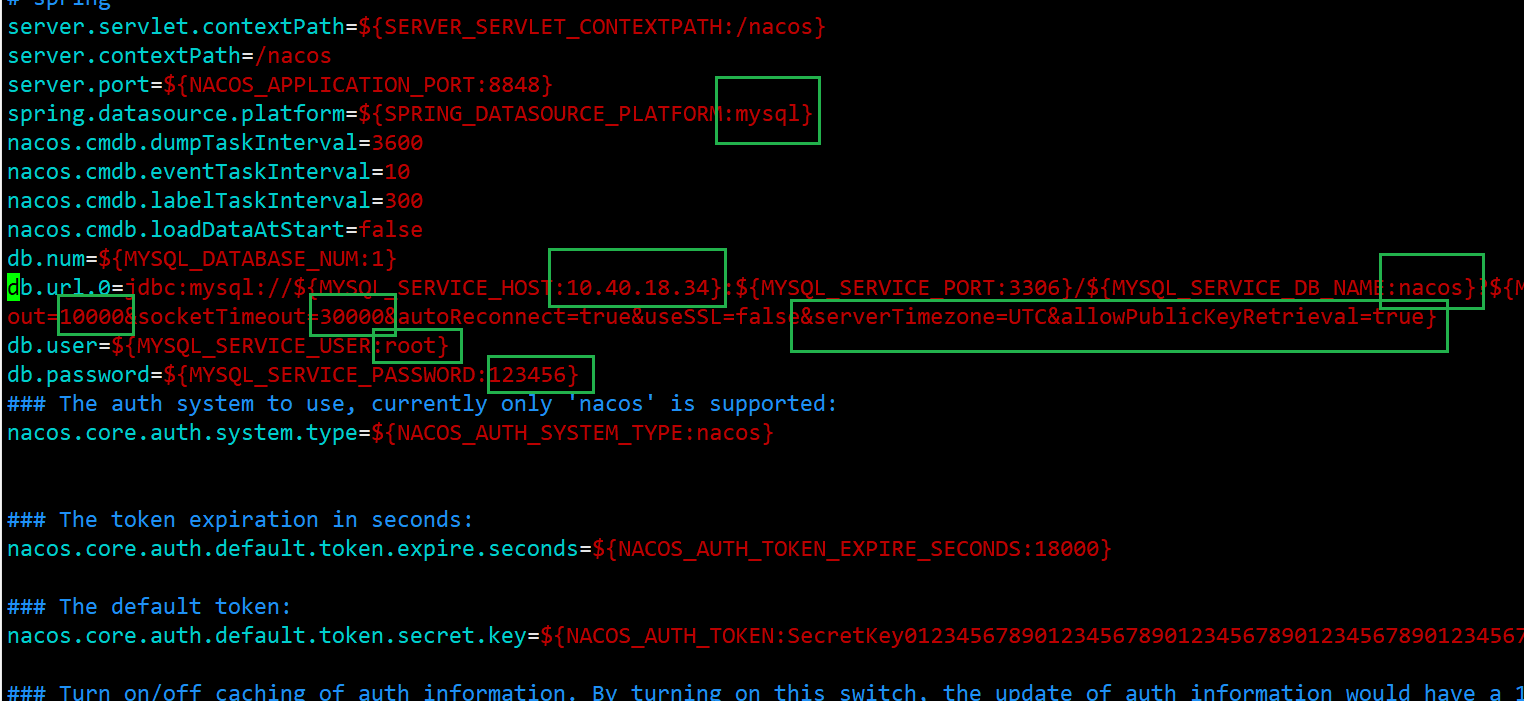 # spring
server.servlet.contextPath=${SERVER_SERVLET_CONTEXTPATH:/nacos}
server.contextPath=/nacos
server.port=${NACOS_APPLICATION_PORT:8848}
spring.datasource.platform=${SPRING_DATASOURCE_PLATFORM:mysql}
nacos.cmdb.dumpTaskInterval=3600
nacos.cmdb.eventTaskInterval=10
nacos.cmdb.labelTaskInterval=300
nacos.cmdb.loadDataAtStart=false
db.num=${MYSQL_DATABASE_NUM:1}
db.url.0=jdbc:mysql://${MYSQL_SERVICE_HOST:10.40.18.34}:${MYSQL_SERVICE_PORT:3306}/${MYSQL_SERVICE_DB_NAME:nacos}?${M
out=10000&socketTimeout=30000&autoReconnect=true&useSSL=false&serverTimezone=UTC&allowPublicKeyRetrieval=true}
db.user=${MYSQL_SERVICE_USER:root}
db.password=${MYSQL_SERVICE_PASSWORD:123456}
### The auth system to use, currently only 'nacos' is supported:
nacos.core.auth.system.type=${NACOS_AUTH_SYSTEM_TYPE:nacos}
### The token expiration in seconds:
nacos.core.auth.default.token.expire.seconds=${NACOS_AUTH_TOKEN_EXPIRE_SECONDS:18000}
### The default token:
nacos.core.auth.default.token.secret.key=${NACOS_AUTH_TOKEN:SecretKey012345678901234567890123456789012345678901234567
### Turn on/off caching of auth information. By turning on this switch, the update of auth information would have a 1